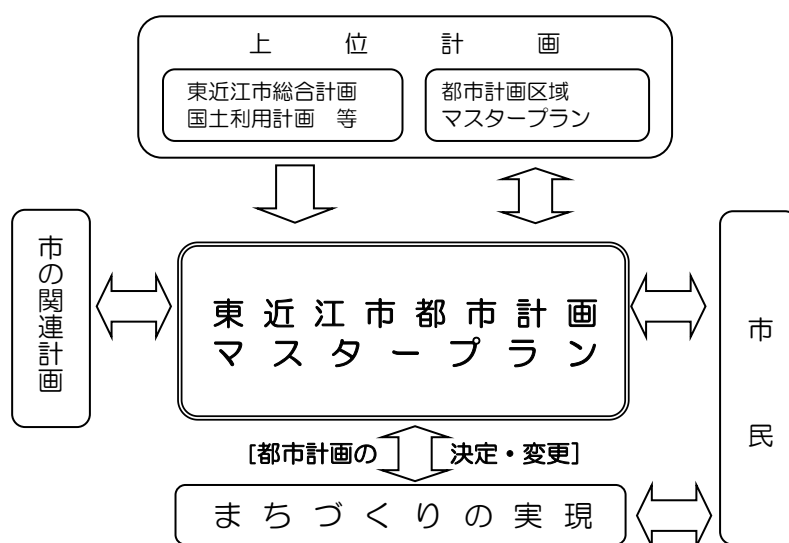 上位計画
東近江市総合計画
国土利用計画　等
都市計画区域
マスタープラン
市の関連計画
東近江市都市計画
マスタープラン
市民
[都市計画の　決定・変更]
まちづくりの実現